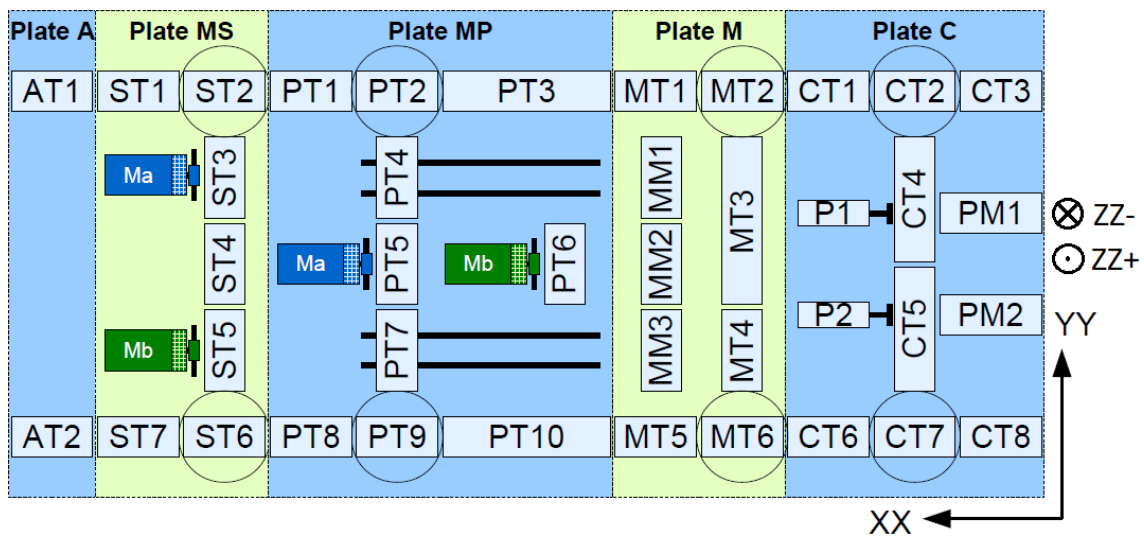 Plate A Plate MS Plate MP Plate M Plate C
AT1 ST1 ST2 PT1 PT2 PT3 MT1 MT2 CT1 CT2 CT3
Ma ST3 PT4 MM1 MT3 P1 CT4 PM1 ZZ-
ST4 Ma PT5 Mb PT6 MM2 ZZ+
Mb ST5 PT7 MM3 MT4 P2 CT5 PM2 YY
AT2 ST7 ST6 PT8 PT9 PT10 MT5 MT6 CT6 CT7 CT8
XX